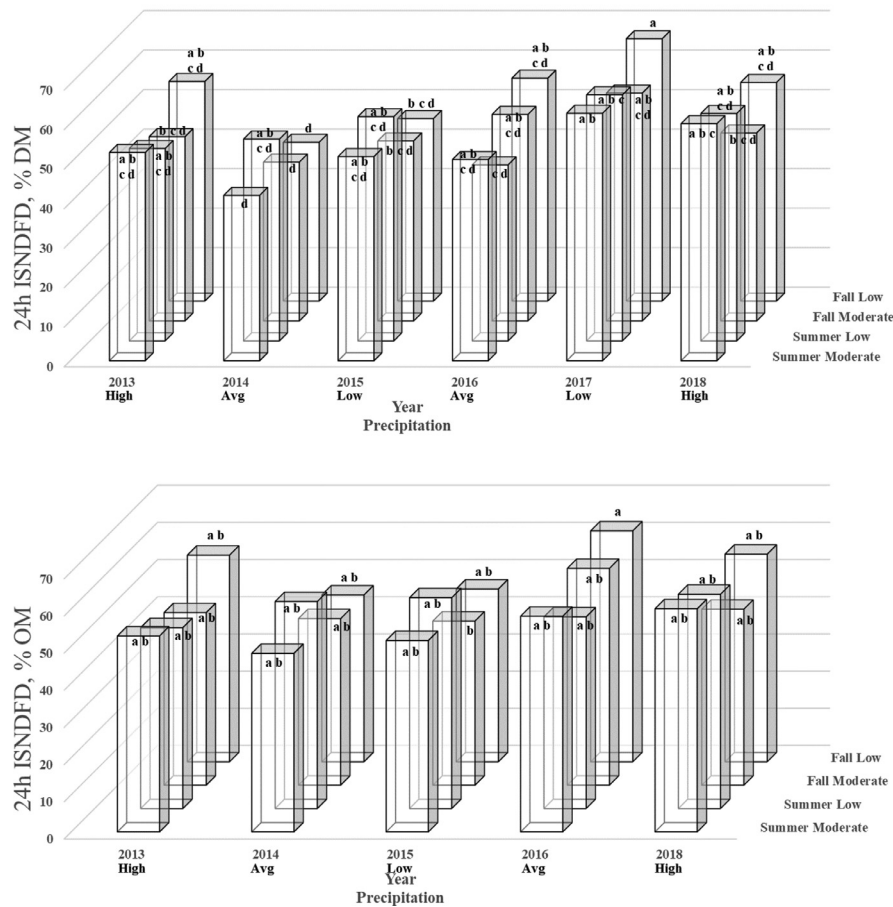 a
a b
c d
a b
c d
a b
c d
70
60
50
40
30
20
10
0
24h ISNDFD, % DM
b c d
a b
c d
a b
c d
a b
c d
d
d
d
a b
c d
b c d
b c d
a b
c d
a b
c d
a b
c d
c d
a b
a b c
a b
c d
a b
c d
a b c
b c d
Fall Low
Fall Moderate
Summer Low
Summer Moderate
2013
High
2014
Avg
2015
Low
2016
Avg
2017
Low
2018
High
Year
Precipitation
a
a b
a b
a b
a b
70
60
50
40
30
20
10
0
24h ISNDFD, % OM
a b
a b
a b
a b
a b
a b
a b
a b
b
a b
a b
a b
a b
a b
a b
Fall Low
Fall Moderate
Summer Low
Summer Moderate
2013
High
2014
Avg
2015
Low
2016
Avg
2018
High
Year
Precipitation